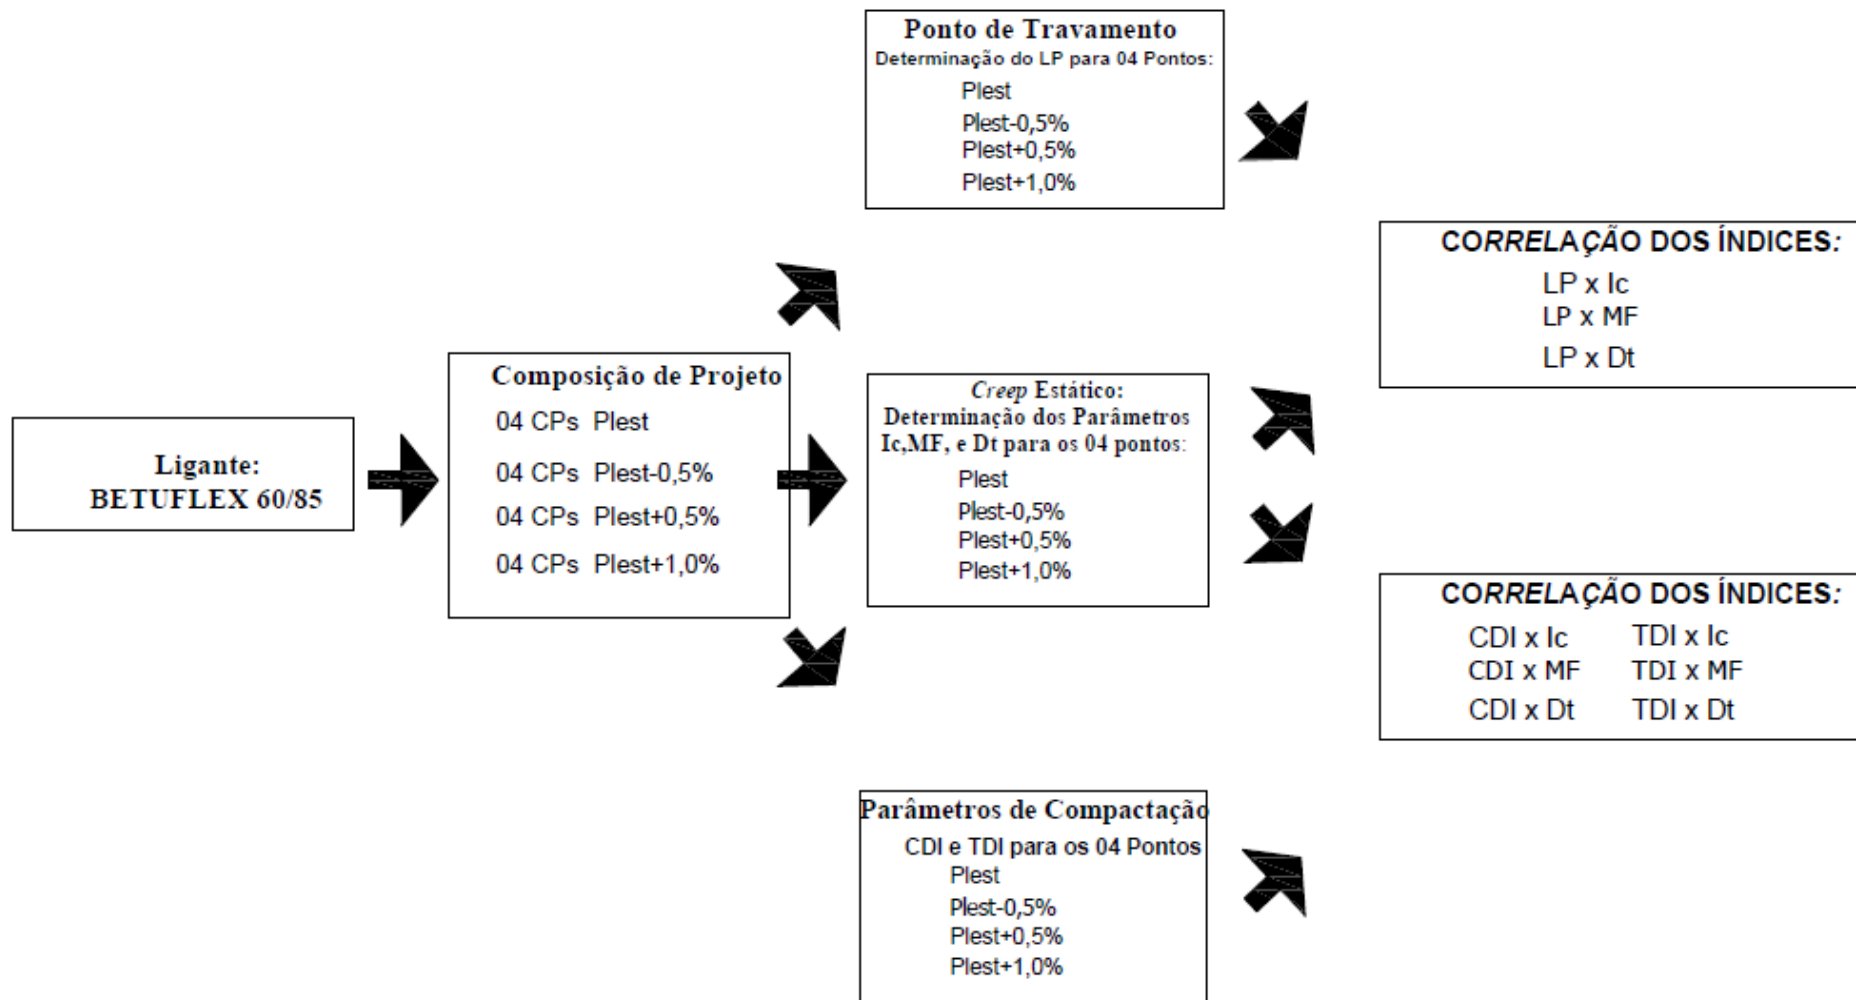 Ligante:
BETUFLEX 60/85
Composição de Projeto
04 CPs Plest
04 CPs Plest-0,5%
04 CPs Plest+0,5%
04 CPs Plest+1,0%
Ponto de Travamento
Determinação do LP para 04 Pontos:
Plest
Plest-0,5%
Plest+0,5%
Plest+1,0%
Creep Estático:
Determinação dos Parâmetros
Ic,MF, e Dt para os 04 pontos:
Plest
Plest-0,5%
Plest+0,5%
Plest+1,0%
Parâmetros de Compactação
CDI e TDI para os 04 Pontos
Plest
Plest-0,5%
Plest+0,5%
Plest+1,0%
CORRELAÇÃO DOS ÍNDICES:
LP x Ic
LP x MF
LP x Dt
CORRELAÇÃO DOS ÍNDICES:
CDI x Ic TDI x Ic
CDI x MF TDI x MF
CDI x Dt TDI x Dt